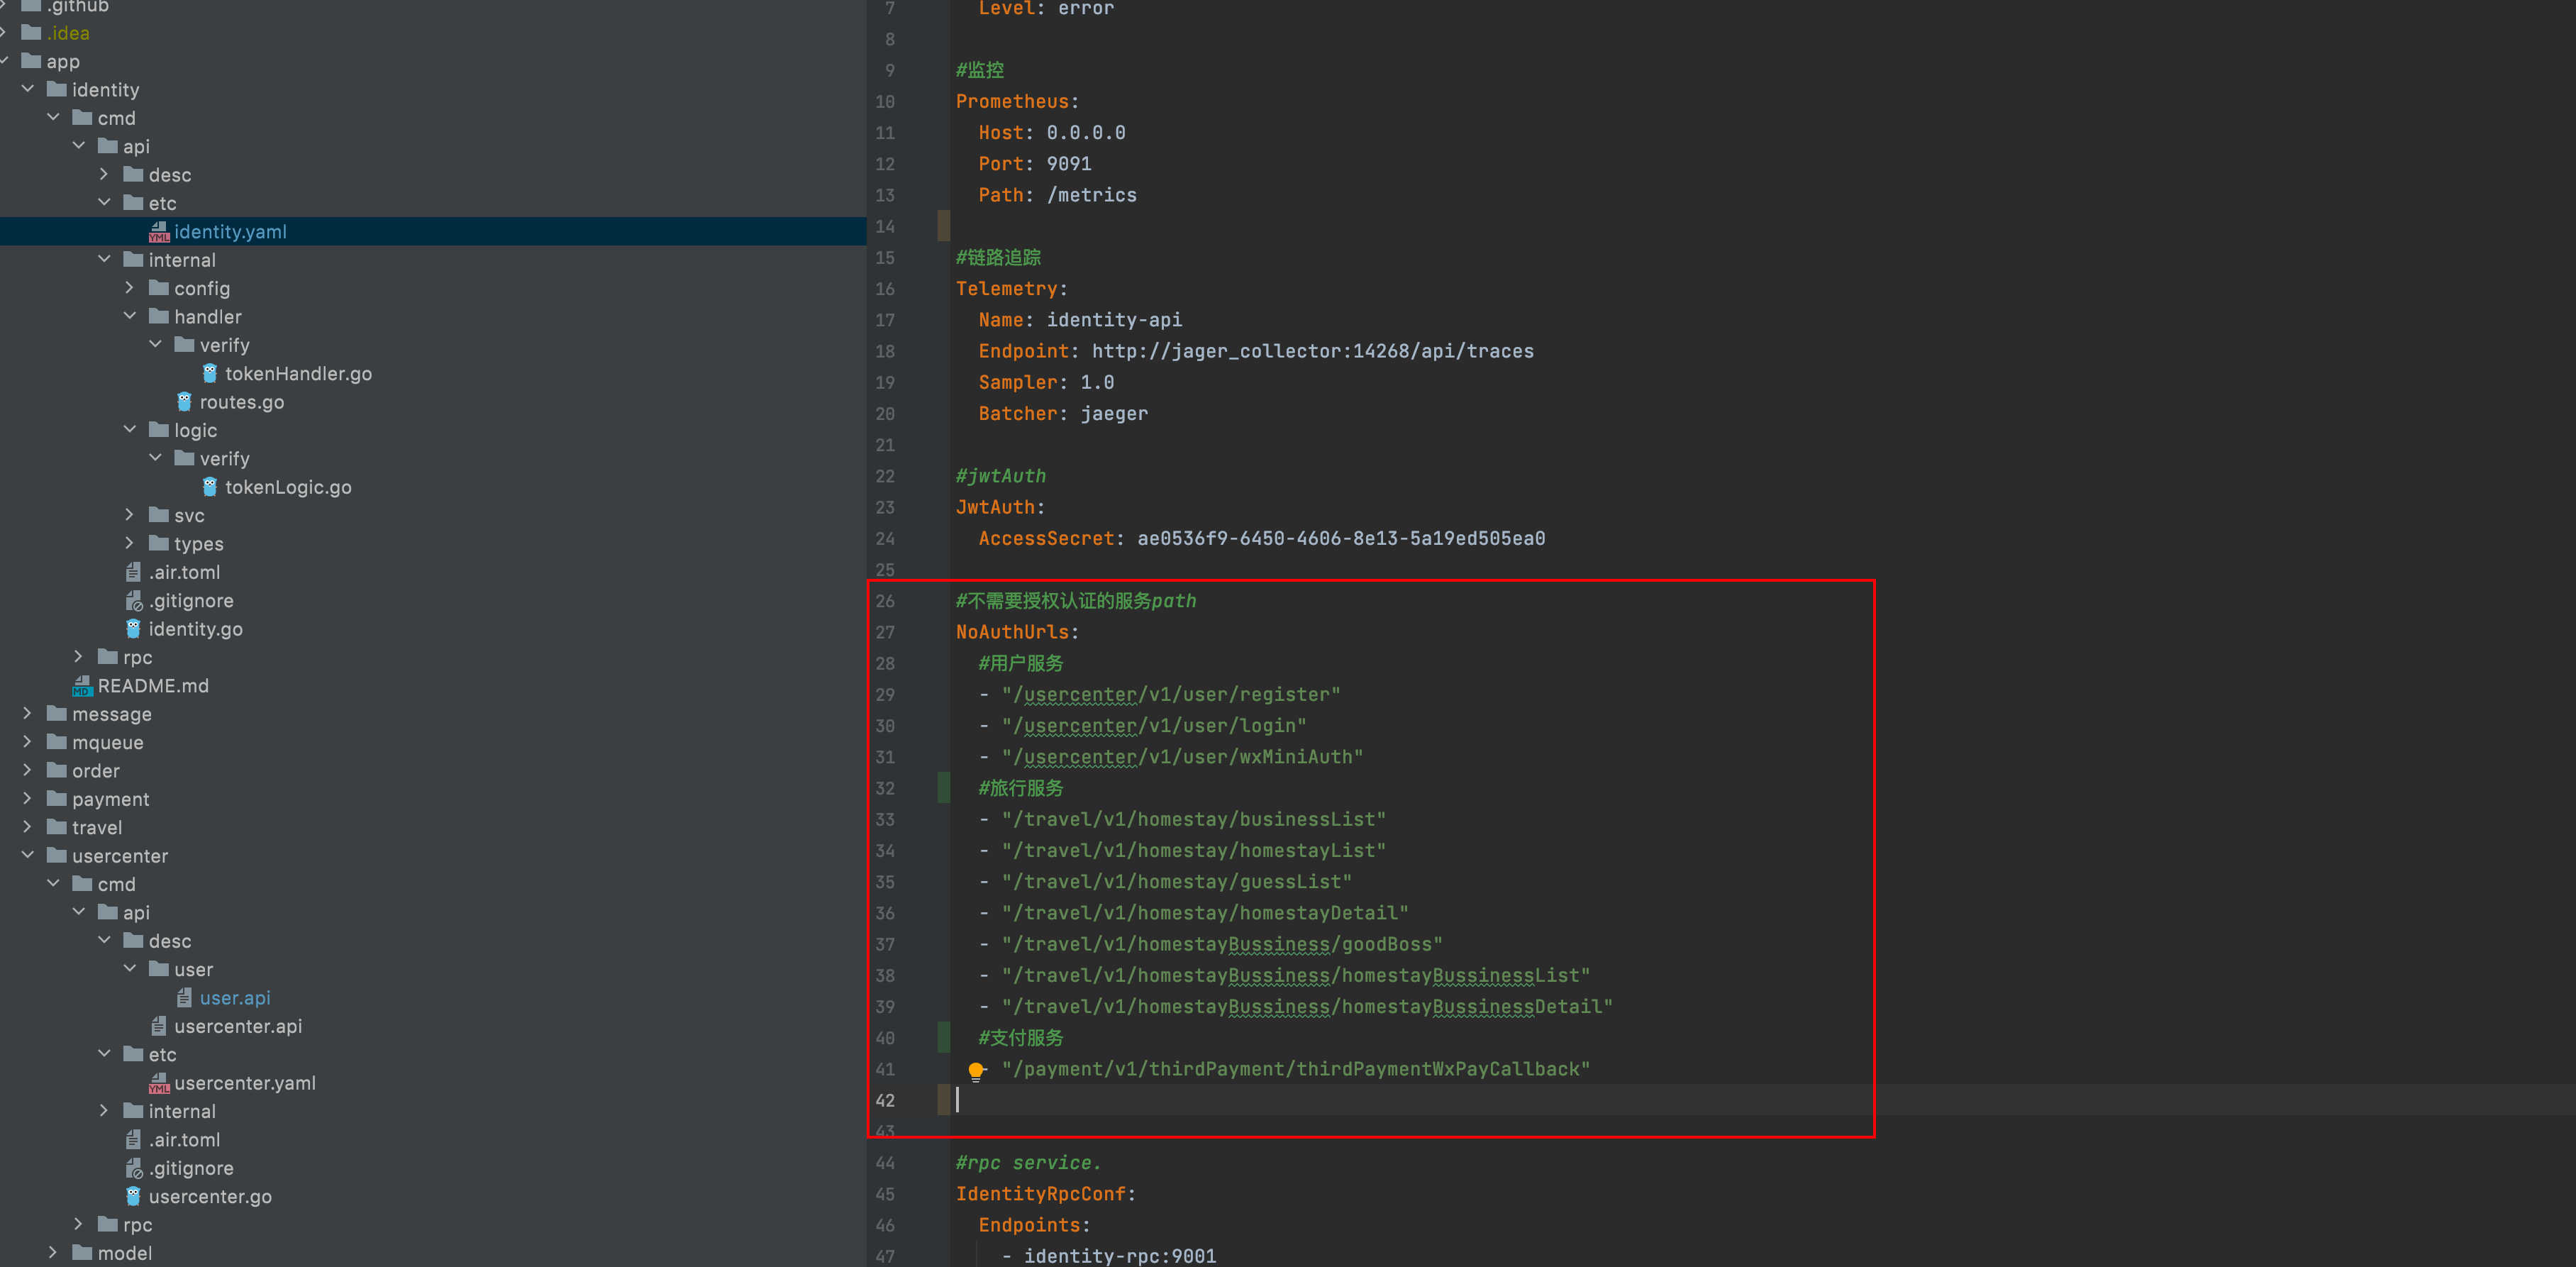 .github
.idea
app
identity
cmd
api
desc
etc
identity.yaml
internal
config
handler
verify
tokenHandler.go
routes.go
logic
verify
tokenLogic.go
svc
types
.air.toml
.gitignore
identity.go
rpc
README.md
message
mqueue
order
payment
travel
usercenter
cmd
api
desc
user
user.api
usercenter.api
etc
usercenter.yaml
internal
.air.toml
.gitignore
usercenter.go
rpc
model
7 Level: error
8
9 #监控
10 Prometheus:
11 Host: 0.0.0.0
12 Port: 9091
13 Path: /metrics
14
15 #链路追踪
16 Telemetry:
17 Name: identity-api
18 Endpoint: http://jager_collector:14268/api/traces
19 Sampler: 1.0
20 Batcher: jaeger
21
22 #jwtAuth
23 JwtAuth:
24 AccessSecret: ae0536f9-6450-4606-8e13-5a19ed505ea0
25
26 #不需要授权认证的服务path
27 NoAuthUrls:
28 #用户服务
29 - "/usercenter/v1/user/register"
30 - "/usercenter/v1/user/login"
31 - "/usercenter/v1/user/wxMiniAuth"
32 #旅行服务
33 - "/travel/v1/homestay/businessList"
34 - "/travel/v1/homestay/homestayList"
35 - "/travel/v1/homestay/guessList"
36 - "/travel/v1/homestay/homestayDetail"
37 - "/travel/v1/homestayBussiness/goodBoss"
38 - "/travel/v1/homestayBussiness/homestayBussinessList"
39 - "/travel/v1/homestayBussiness/homestayBussinessDetail"
40 #支付服务
41 - "/payment/v1/thirdPayment/thirdPaymentWxPayCallback"
42
43
44 #rpc service.
45 IdentityRpcConf:
46 Endpoints:
47 - identity-rpc:9001